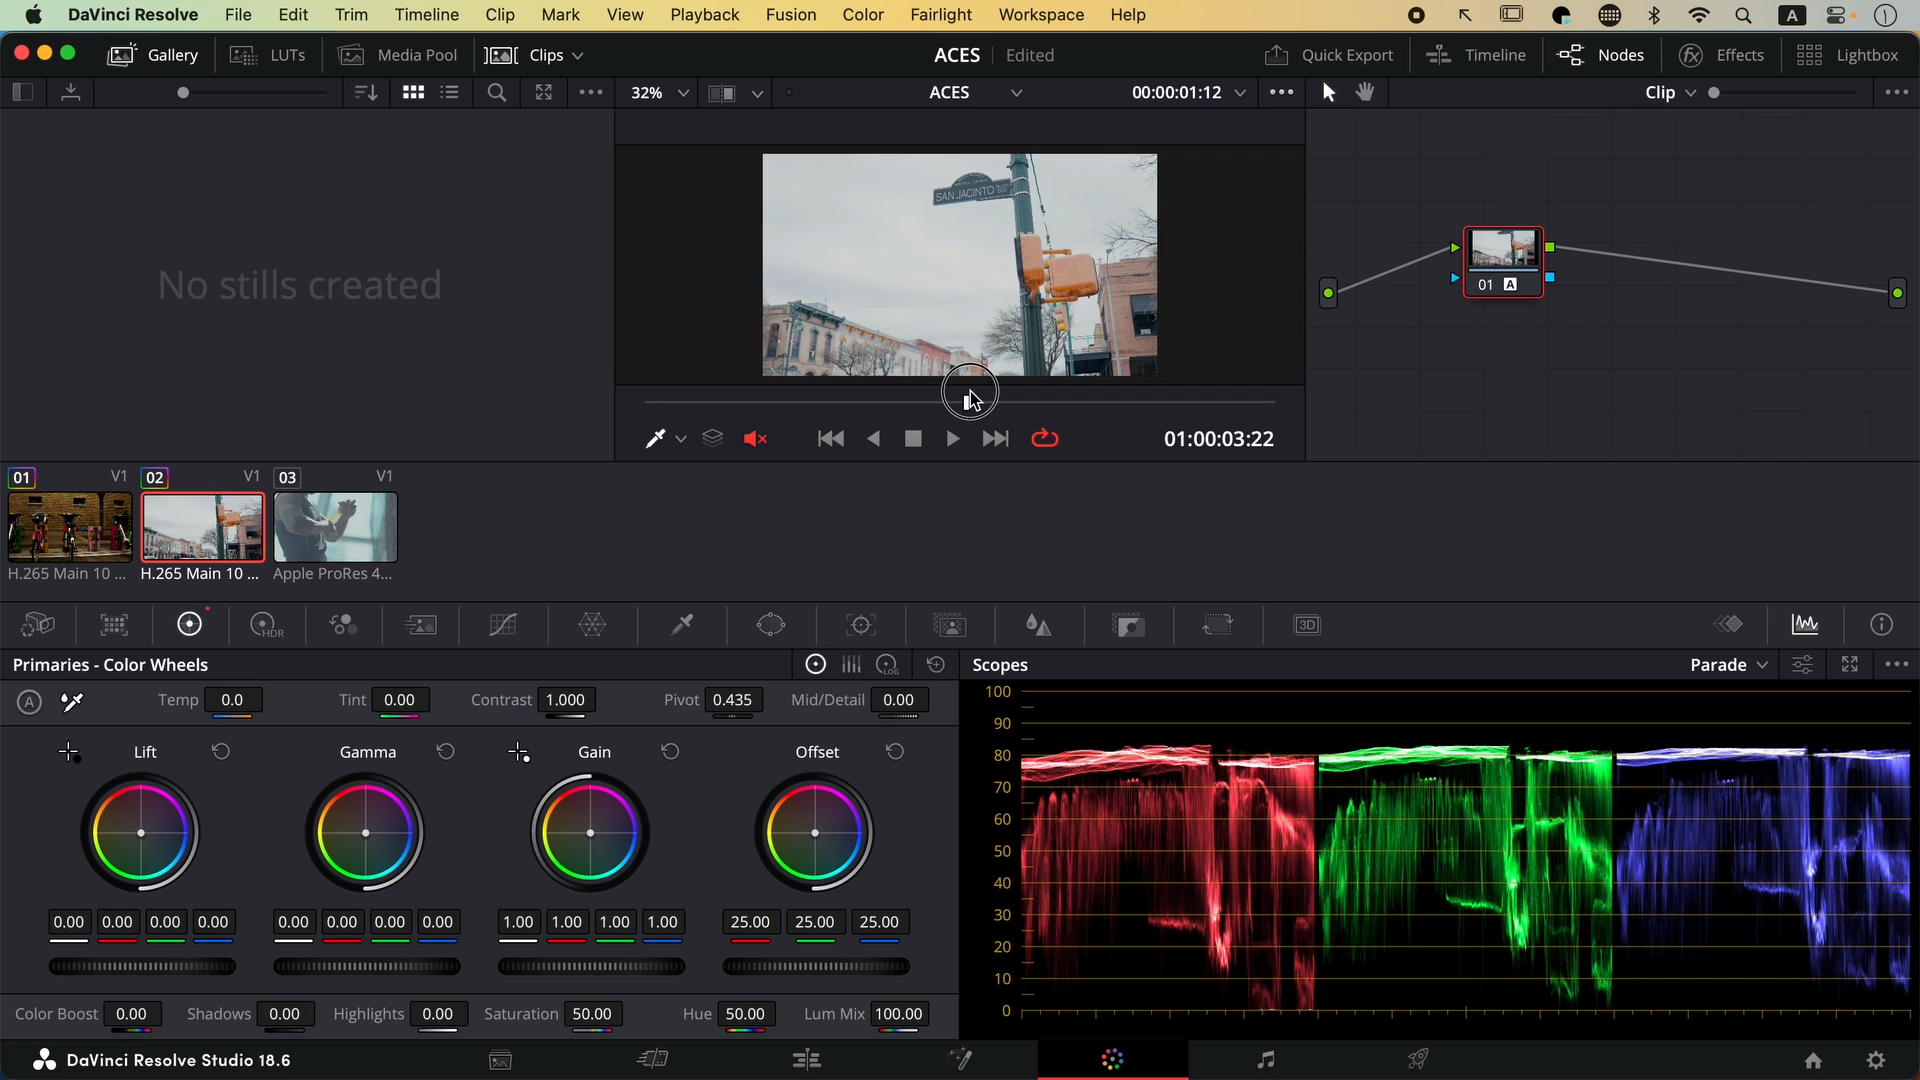 DaVinci Resolve File Edit Trim Timeline Clip Mark View Playback Fusion Color Fairlight Workspace Help A
Gallery LUTs Media Pool Clips ACES Edited Quick Export Timeline Nodes Effects Lightbox
32% ACES 00:00:01:12 Clip
No stills created
SAN JACINTO BLVD
01 A
01:00:03:22
01 V1 02 V1 03 V1
H.265 Main 10 ... H.265 Main 10 ... Apple ProRes 4...
HDR 3D
Primaries - Color Wheels LOG Scopes Parade
A Temp 0.0 Tint 0.00 Contrast 1.000 Pivot 0.435 Mid/Detail 0.00
Lift Gamma Gain Offset
0.00 0.00 0.00 0.00 0.00 0.00 0.00 0.00 1.00 1.00 1.00 1.00 25.00 25.00 25.00
Color Boost 0.00 Shadows 0.00 Highlights 0.00 Saturation 50.00 Hue 50.00 Lum Mix 100.00
100
90
80
70
60
50
40
30
20
10
0
DaVinci Resolve Studio 18.6